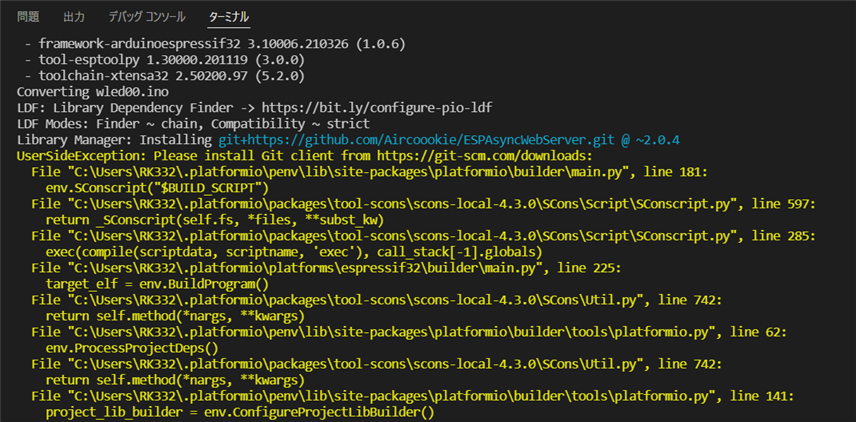 問題 出力 デバッグ コンソール ターミナル
- framework-arduinoespressif32 3.10006.210326 (1.0.6)
- tool-esptoolpy 1.30000.201119 (3.0.0)
- toolchain-xtensa32 2.50200.97 (5.2.0)
Converting wled00.ino
LDF: Library Dependency Finder -> https://bit.ly/configure-pio-ldf
LDF Modes: Finder ~ chain, Compatibility ~ strict
Library Manager: Installing git+https://github.com/Aircoookie/ESPAsyncWebServer.git @ ~2.0.4
UserSideException: Please install Git client from https://git-scm.com/downloads:
File "C:\Users\RK332\.platformio\penv\lib\site-packages\platformio\builder\main.py", line 181:
env.SConscript("$BUILD_SCRIPT")
File "C:\Users\RK332\.platformio\packages\tool-scons\scons-local-4.3.0\SCons\Script\SConscript.py", line 597:
return _SConscript(self.fs, *files, **subst_kw)
File "C:\Users\RK332\.platformio\packages\tool-scons\scons-local-4.3.0\SCons\Script\SConscript.py", line 285:
exec(compile(scriptdata, scriptname, 'exec'), call_stack[-1].globals)
File "C:\Users\RK332\.platformio\platforms\espressif32\builder\main.py", line 225:
target_elf = env.BuildProgram()
File "C:\Users\RK332\.platformio\packages\tool-scons\scons-local-4.3.0\SCons\Util.py", line 742:
return self.method(*nargs, **kwargs)
File "C:\Users\RK332\.platformio\penv\lib\site-packages\platformio\builder\tools\platformio.py", line 62:
env.ProcessProjectDeps()
File "C:\Users\RK332\.platformio\packages\tool-scons\scons-local-4.3.0\SCons\Util.py", line 742:
return self.method(*nargs, **kwargs)
File "C:\Users\RK332\.platformio\penv\lib\site-packages\platformio\builder\tools\platformio.py", line 141:
project_lib_builder = env.ConfigureProjectLibBuilder()